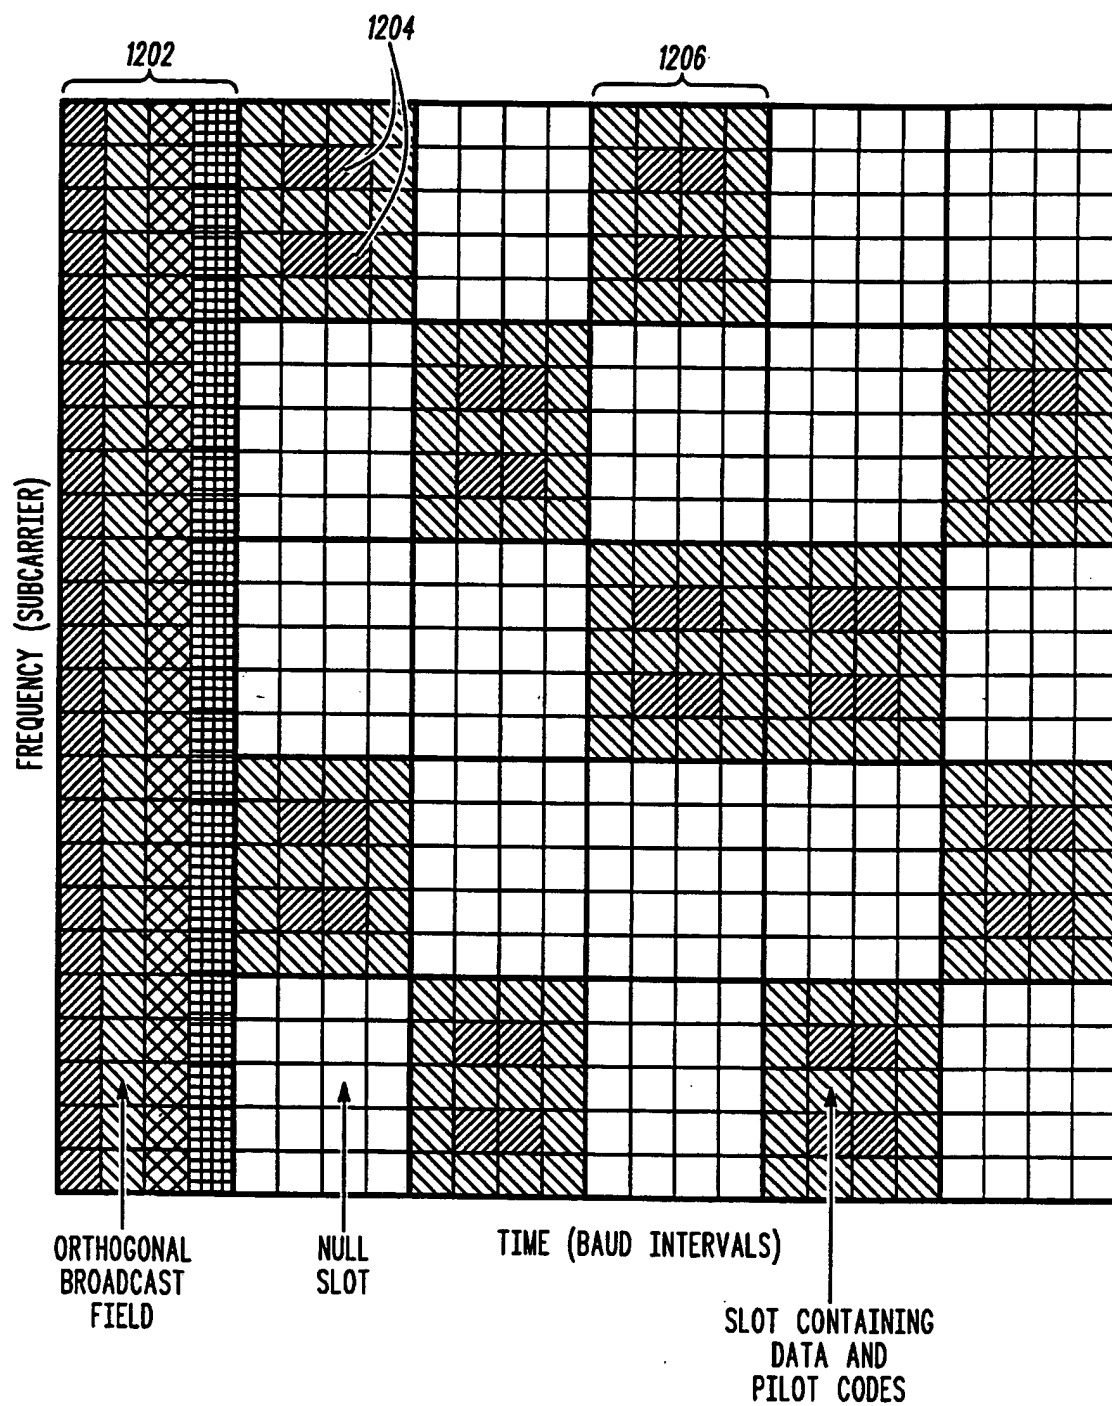 1202
1204
1206
FREQUENCY (SUBCARRIER)
ORTHOGONAL
BROADCAST
FIELD
NULL
SLOT
TIME (BAUD INTERVALS)
SLOT CONTAINING
DATA AND
PILOT CODES